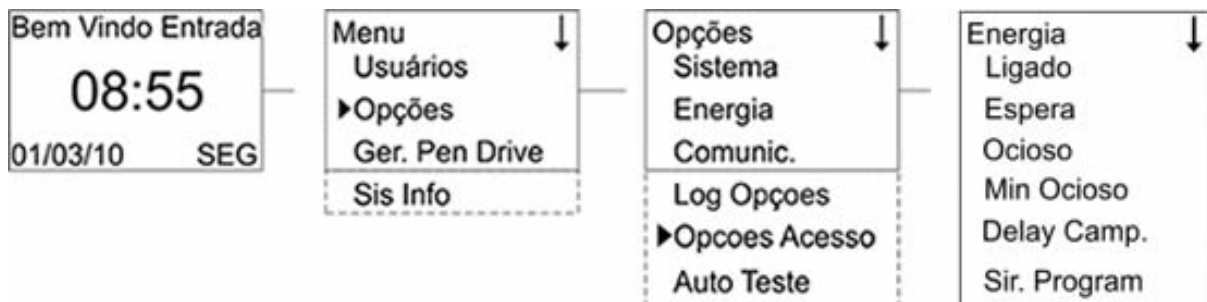 Bem Vindo Entrada
08:55
01/03/10 SEG
Menu
Usuários
Opções
Ger. Pen Drive
Sis Info
Opções
Sistema
Energia
Comunic.
Log Opçoes
Opcoes Acesso
Auto Teste
Energia
Ligado
Espera
Ocioso
Min Ocioso
Delay Camp.
Sir. Program